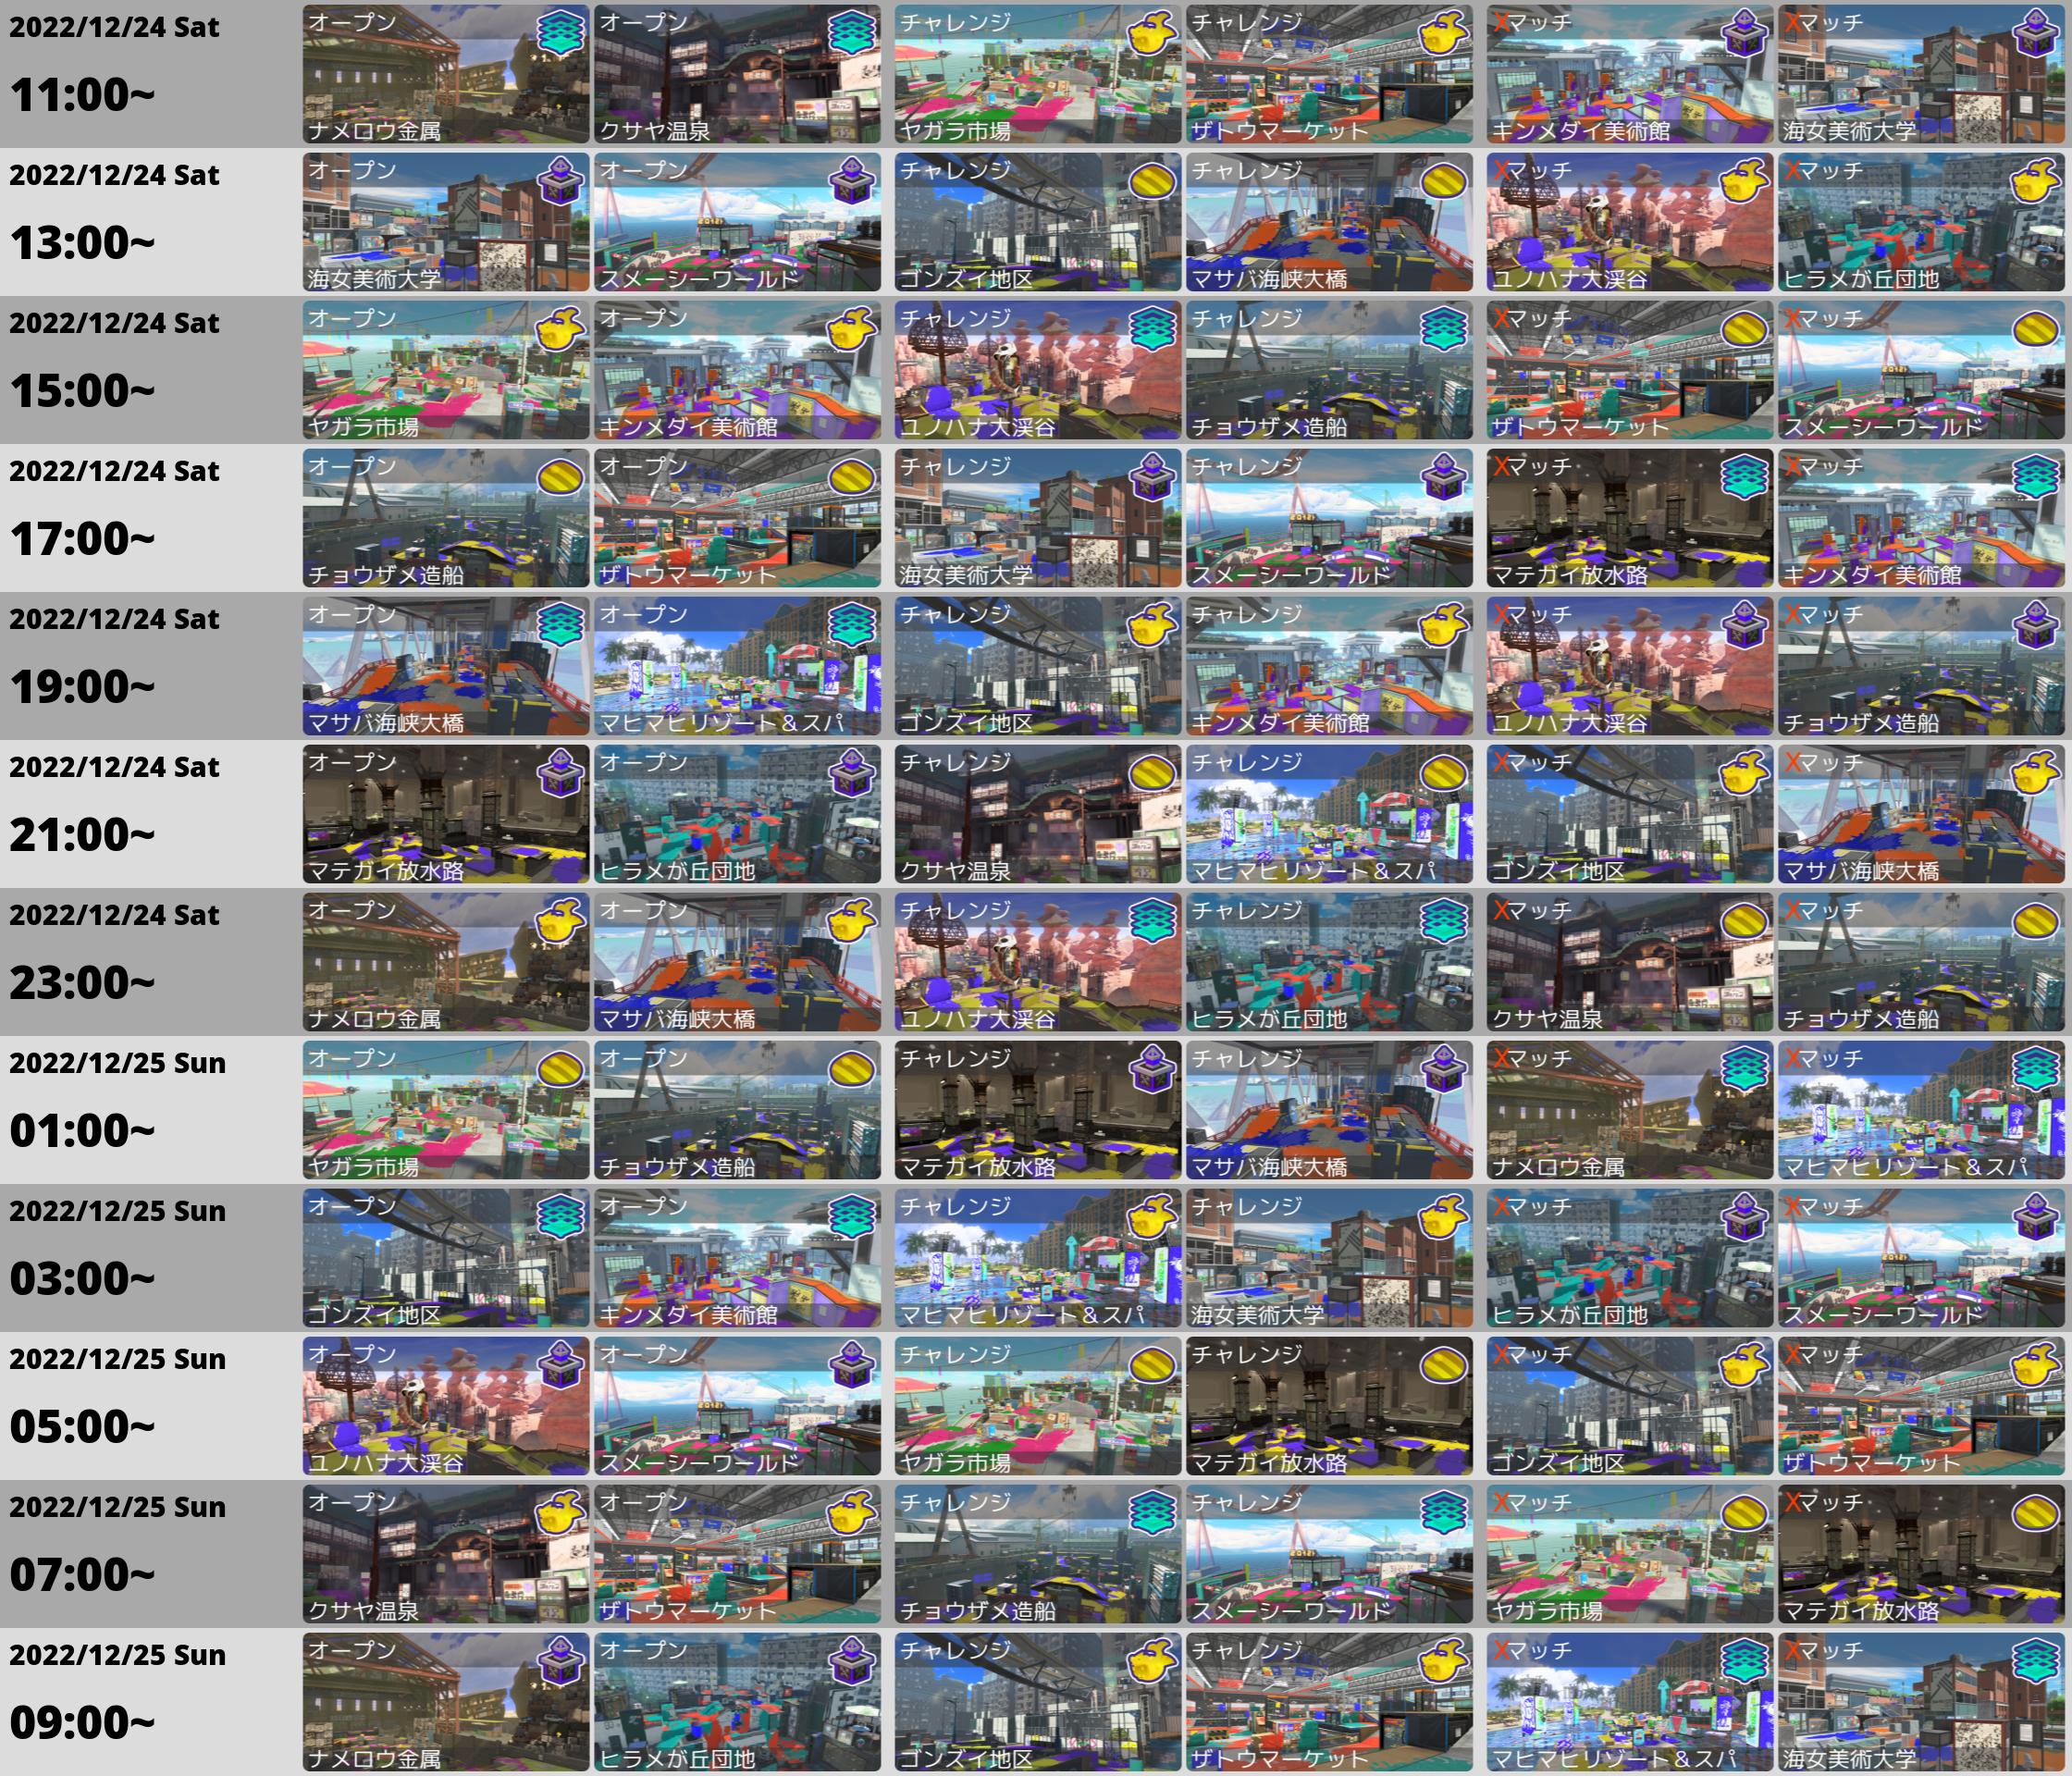 2022/12/24 Sat
11:00~
オープン オープン チャレンジ チャレンジ Xマッチ Xマッチ
ナメロウ金属 クサヤ温泉 ヤガラ市場 ザトウマーケット キンメダイ美術館 海女美術大学
2022/12/24 Sat
13:00~
オープン オープン チャレンジ チャレンジ Xマッチ Xマッチ
海女美術大学 スメーシーワールド ゴンズイ地区 マサバ海峡大橋 ユノハナ大渓谷 ヒラメが丘団地
2022/12/24 Sat
15:00~
オープン オープン チャレンジ チャレンジ Xマッチ Xマッチ
ヤガラ市場 キンメダイ美術館 ユノハナ大渓谷 チョウザメ造船 ザトウマーケット スメーシーワールド
2022/12/24 Sat
17:00~
オープン オープン チャレンジ チャレンジ Xマッチ Xマッチ
チョウザメ造船 ザトウマーケット 海女美術大学 スメーシーワールド マテガイ放水路 キンメダイ美術館
2022/12/24 Sat
19:00~
オープン オープン チャレンジ チャレンジ Xマッチ Xマッチ
マサバ海峡大橋 マヒマヒリゾート＆スパ ゴンズイ地区 キンメダイ美術館 ユノハナ大渓谷 チョウザメ造船
2022/12/24 Sat
21:00~
オープン オープン チャレンジ チャレンジ Xマッチ Xマッチ
マテガイ放水路 ヒラメが丘団地 クサヤ温泉 マヒマヒリゾート＆スパ ゴンズイ地区 マサバ海峡大橋
2022/12/24 Sat
23:00~
オープン オープン チャレンジ チャレンジ Xマッチ Xマッチ
ナメロウ金属 マサバ海峡大橋 ユノハナ大渓谷 ヒラメが丘団地 クサヤ温泉 チョウザメ造船
2022/12/25 Sun
01:00~
オープン オープン チャレンジ チャレンジ Xマッチ Xマッチ
ヤガラ市場 チョウザメ造船 マテガイ放水路 マサバ海峡大橋 ナメロウ金属 マヒマヒリゾート＆スパ
2022/12/25 Sun
03:00~
オープン オープン チャレンジ チャレンジ Xマッチ Xマッチ
ゴンズイ地区 キンメダイ美術館 マヒマヒリゾート＆スパ 海女美術大学 ヒラメが丘団地 スメーシーワールド
2022/12/25 Sun
05:00~
オープン オープン チャレンジ チャレンジ Xマッチ Xマッチ
ユノハナ大渓谷 スメーシーワールド ヤガラ市場 マテガイ放水路 ゴンズイ地区 ザトウマーケット
2022/12/25 Sun
07:00~
オープン オープン チャレンジ チャレンジ Xマッチ Xマッチ
クサヤ温泉 ザトウマーケット チョウザメ造船 スメーシーワールド ヤガラ市場 マテガイ放水路
2022/12/25 Sun
09:00~
オープン オープン チャレンジ チャレンジ Xマッチ Xマッチ
ナメロウ金属 ヒラメが丘団地 ゴンズイ地区 ザトウマーケット マヒマヒリゾート＆スパ 海女美術大学